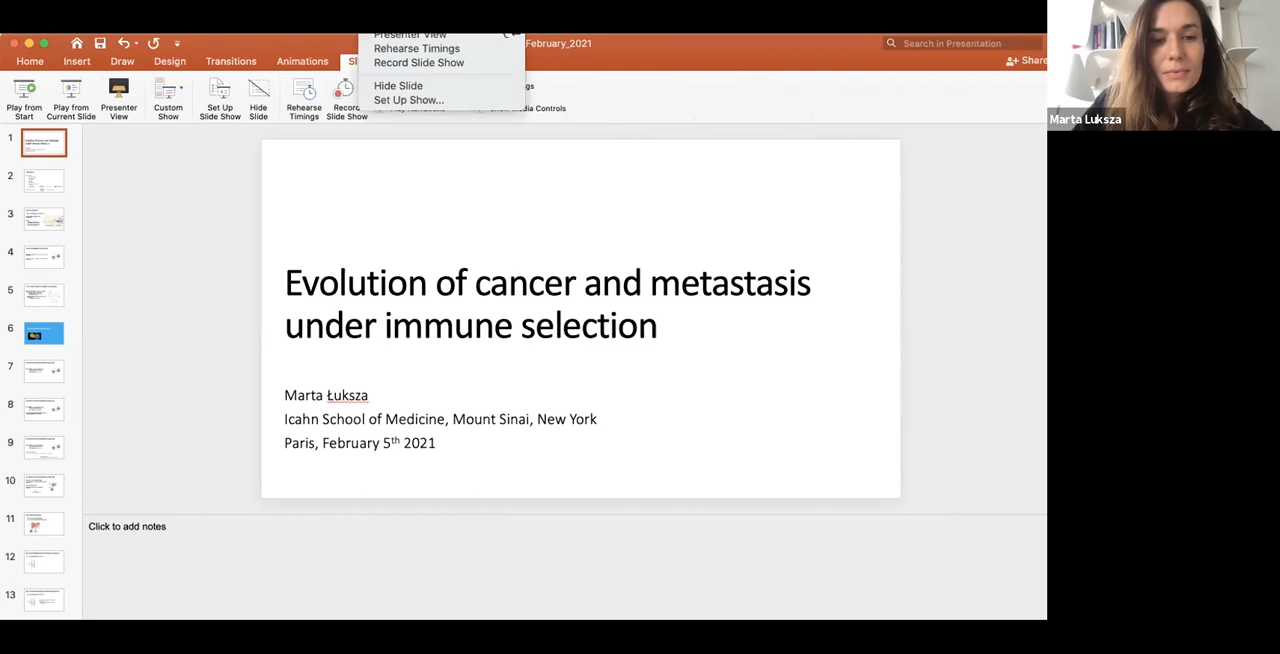 Presenter View
Rehearse Timings
February_2021
Search in Presentation
Record Slide Show
Home
Insert
Draw
Design
Transitions
Animations
Share
Hide Slide
Set Up Show...
Play from Start
Play from Current Slide
Presenter View
Custom Show
Set Up Slide Show
Hide Slide
Rehearse Timings
Record Slide Show
Media Controls
Marta Luksza
1
2
3
4
5
6
7
8
9
10
11
12
13
Evolution of cancer and metastasis
under immune selection
Marta Łuksza
Icahn School of Medicine, Mount Sinai, New York
Paris, February 5th 2021
Click to add notes